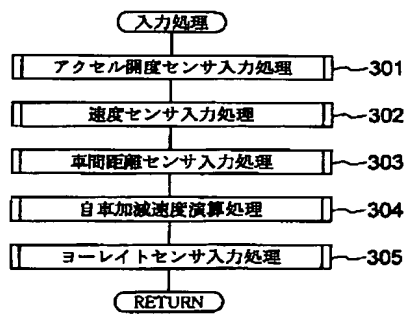 入力処理
アクセル開度センサ入力処理 301
速度センサ入力処理 302
車間距離センサ入力処理 303
自車加減速度演算処理 304
ヨーレイトセンサ入力処理 305
RETURN